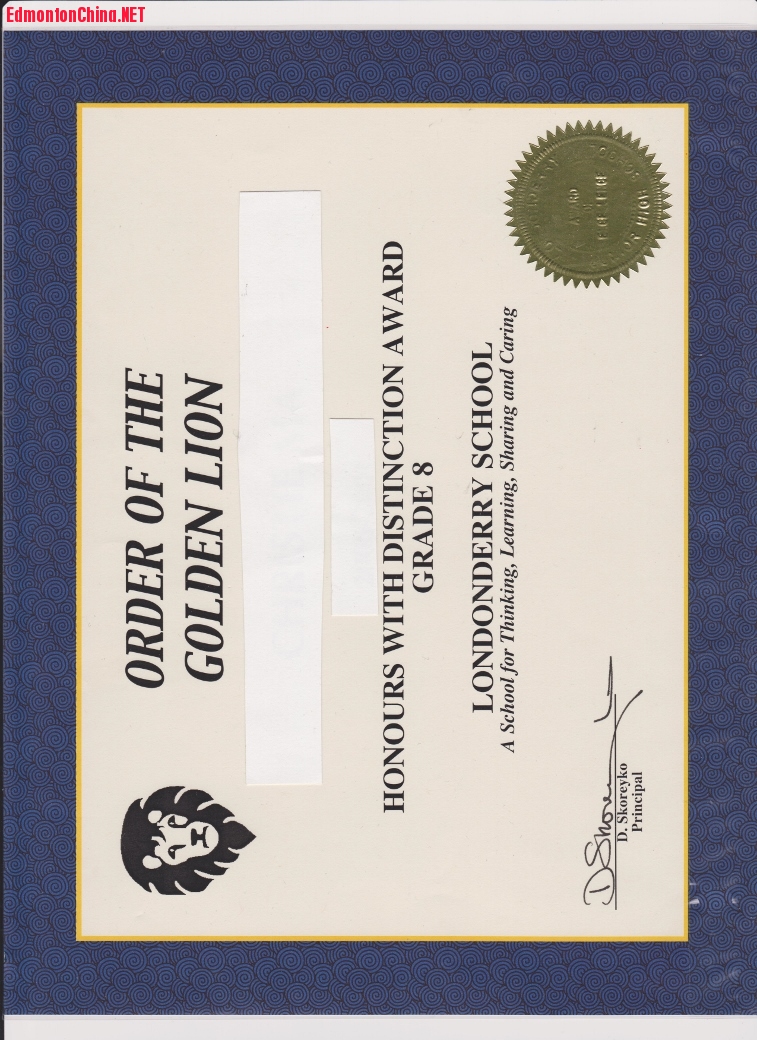 EdmontonChina.NET
ORDER OF THE
GOLDEN LION
HONOURS WITH DISTINCTION AWARD
GRADE 8
LONDONDERRY SCHOOL
A School for Thinking, Learning, Sharing and Caring
D Skorey
D. Skoreyko
Principal